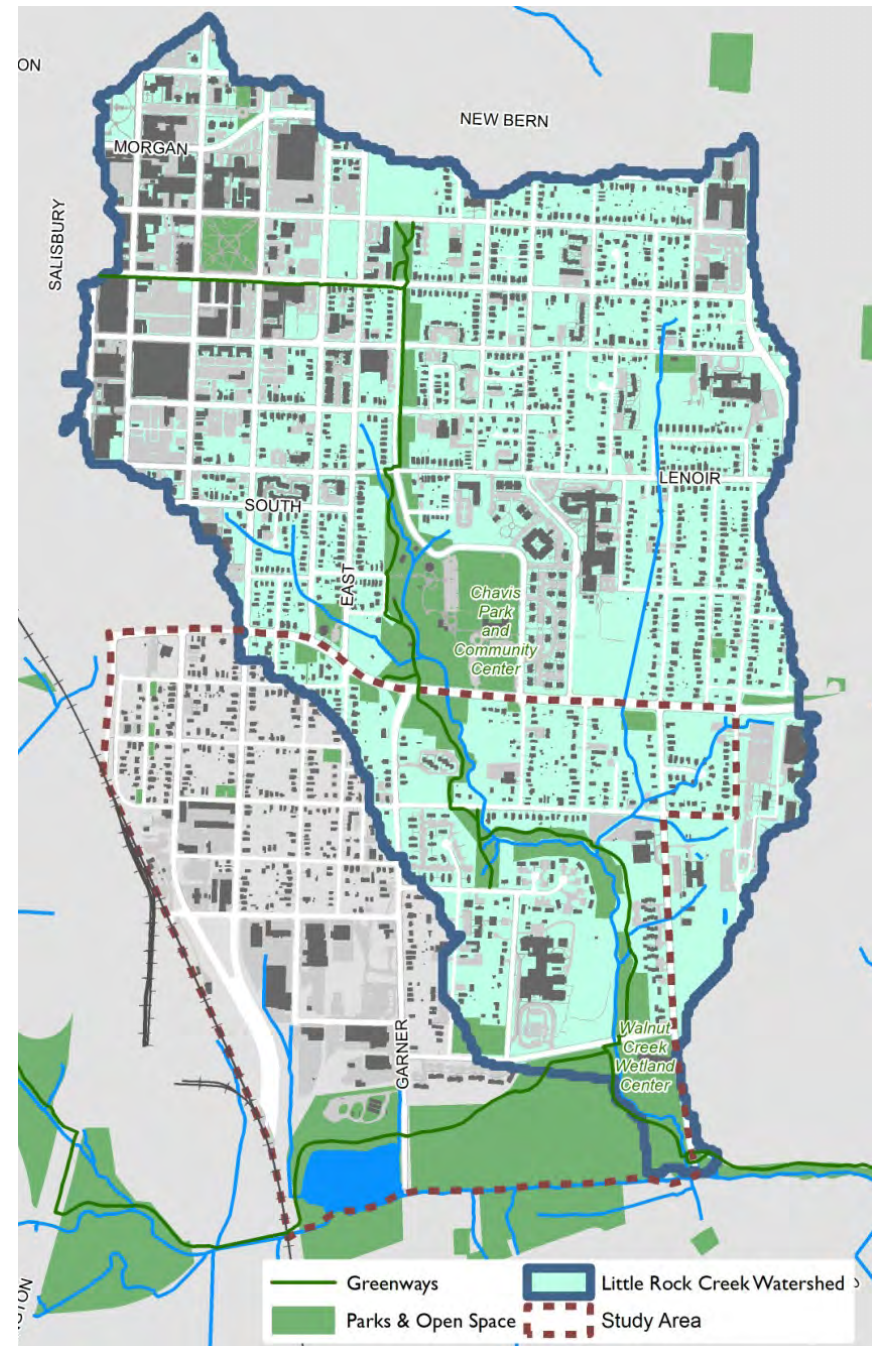 ON
NEW BERN
MORGAN
SALISBURY
LENOIR
SOUTH
EAST
Chavis
Park
and
Community
Center
Walnut
Creek
Wetland
Center
GARNER
GTON
Greenways
Little Rock Creek Watershed
Parks & Open Space
Study Area